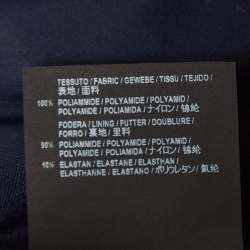 TESSUTO / FABRIC / GEWEBE / TISSU / TEJIDO /
表地 / 面料
100% POLIAMMIDE / POLYAMIDE / POLYAMID /
POLYAMIDE / POLIAMIDA / ナイロン / 锦纶
FODERA / LINING / FUTTER / DOUBLURE /
FORRO / 裏地 / 里料
90% POLIAMMIDE / POLYAMIDE / POLYAMID /
POLYAMIDE / POLIAMIDA / ナイロン / 锦纶
10% ELASTAN / ELASTANE / ELASTHAN /
ELASTHANNE / ELASTANO / ポリウレタン / 氨纶